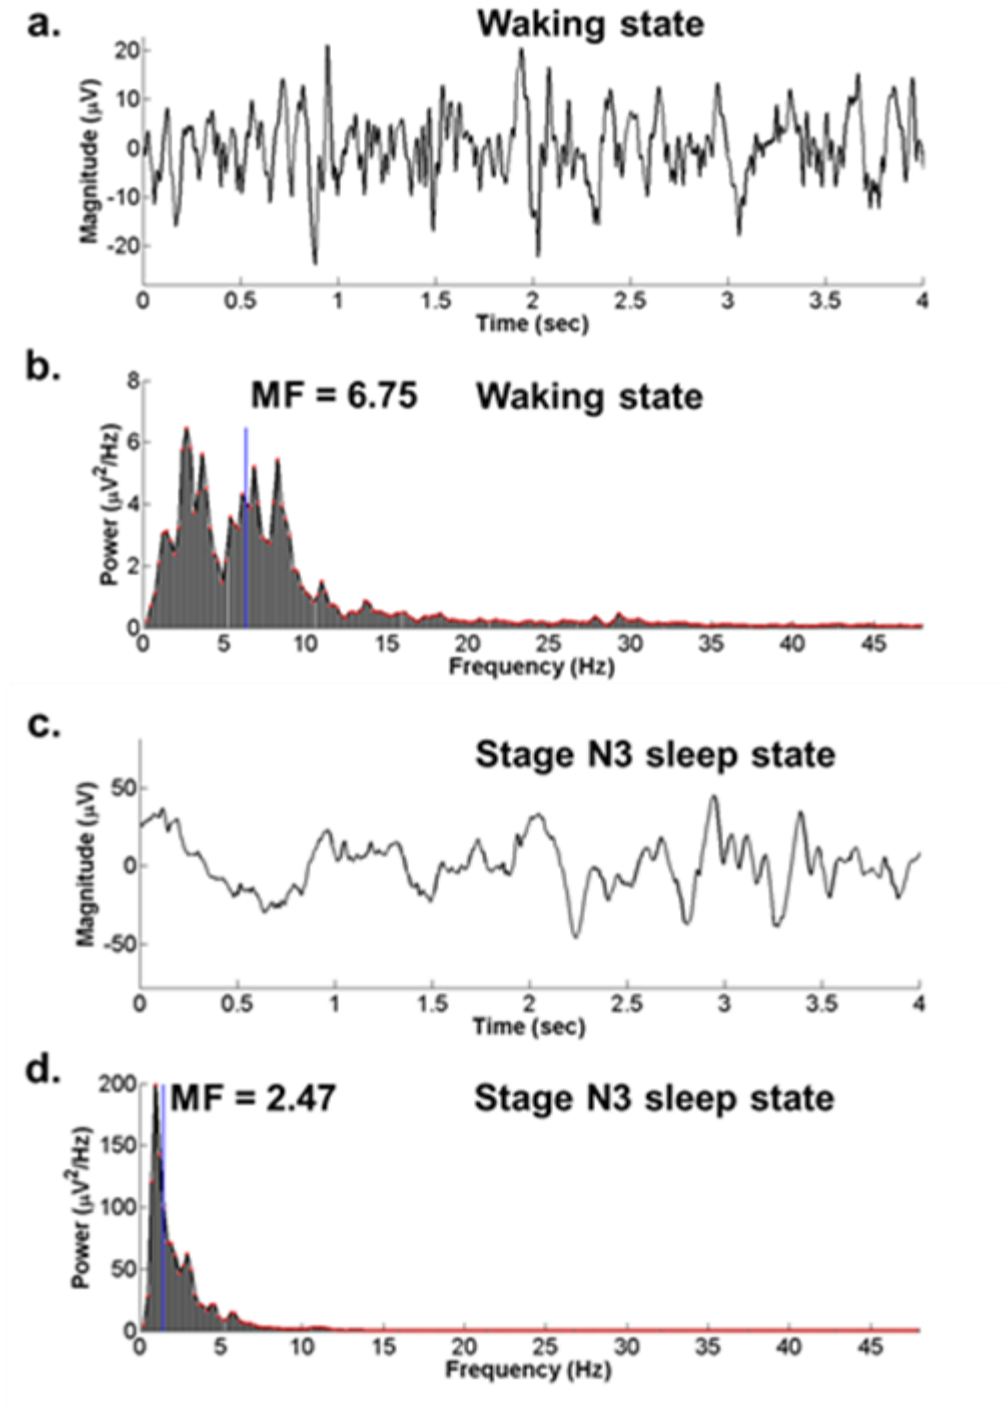 a.
Waking state
Magnitude (μV)
20
10
0
-10
-20
0 0.5 1 1.5 2 2.5 3 3.5 4
Time (sec)
b.
MF = 6.75 Waking state
Power (μV²/Hz)
8
6
4
2
0
0 5 10 15 20 25 30 35 40 45
Frequency (Hz)
c.
Stage N3 sleep state
Magnitude (μV)
50
0
-50
0 0.5 1 1.5 2 2.5 3 3.5 4
Time (sec)
d.
MF = 2.47 Stage N3 sleep state
Power (μV²/Hz)
200
150
100
50
0
0 5 10 15 20 25 30 35 40 45
Frequency (Hz)